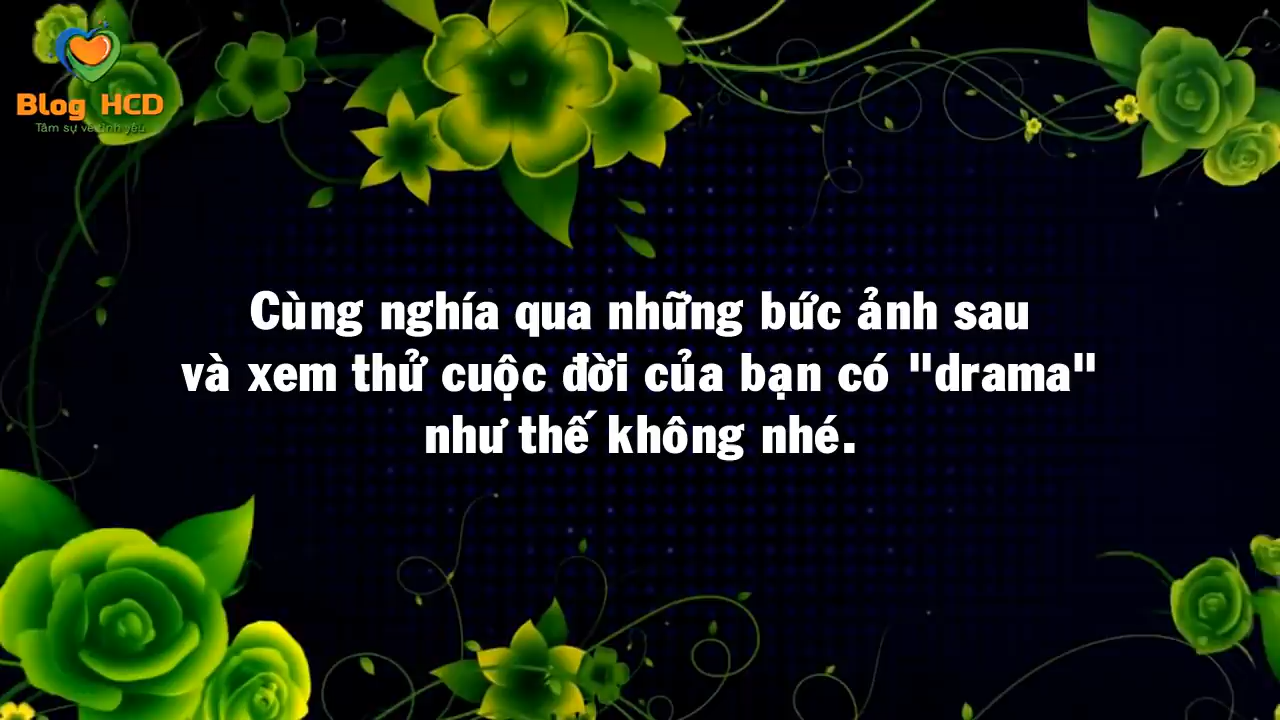 Blog HCD
Tâm sự về tình yêu
Cùng nghía qua những bức ảnh sau
và xem thử cuộc đời của bạn có "drama"
như thế không nhé.